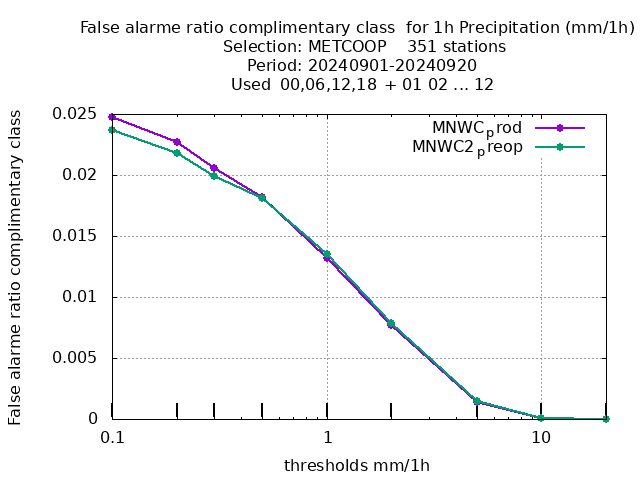 False alarme ratio complimentary class  for 1h Precipitation (mm/1h)
Selection: METCOOP    351 stations
Period: 20240901-20240920
Used 00,06,12,18 + 01 02 ... 12
False alarme ratio complimentary class
0.025
0.02
0.015
0.01
0.005
0
MNWCprod
MNWC2preop
0.1
1
10
thresholds mm/1h